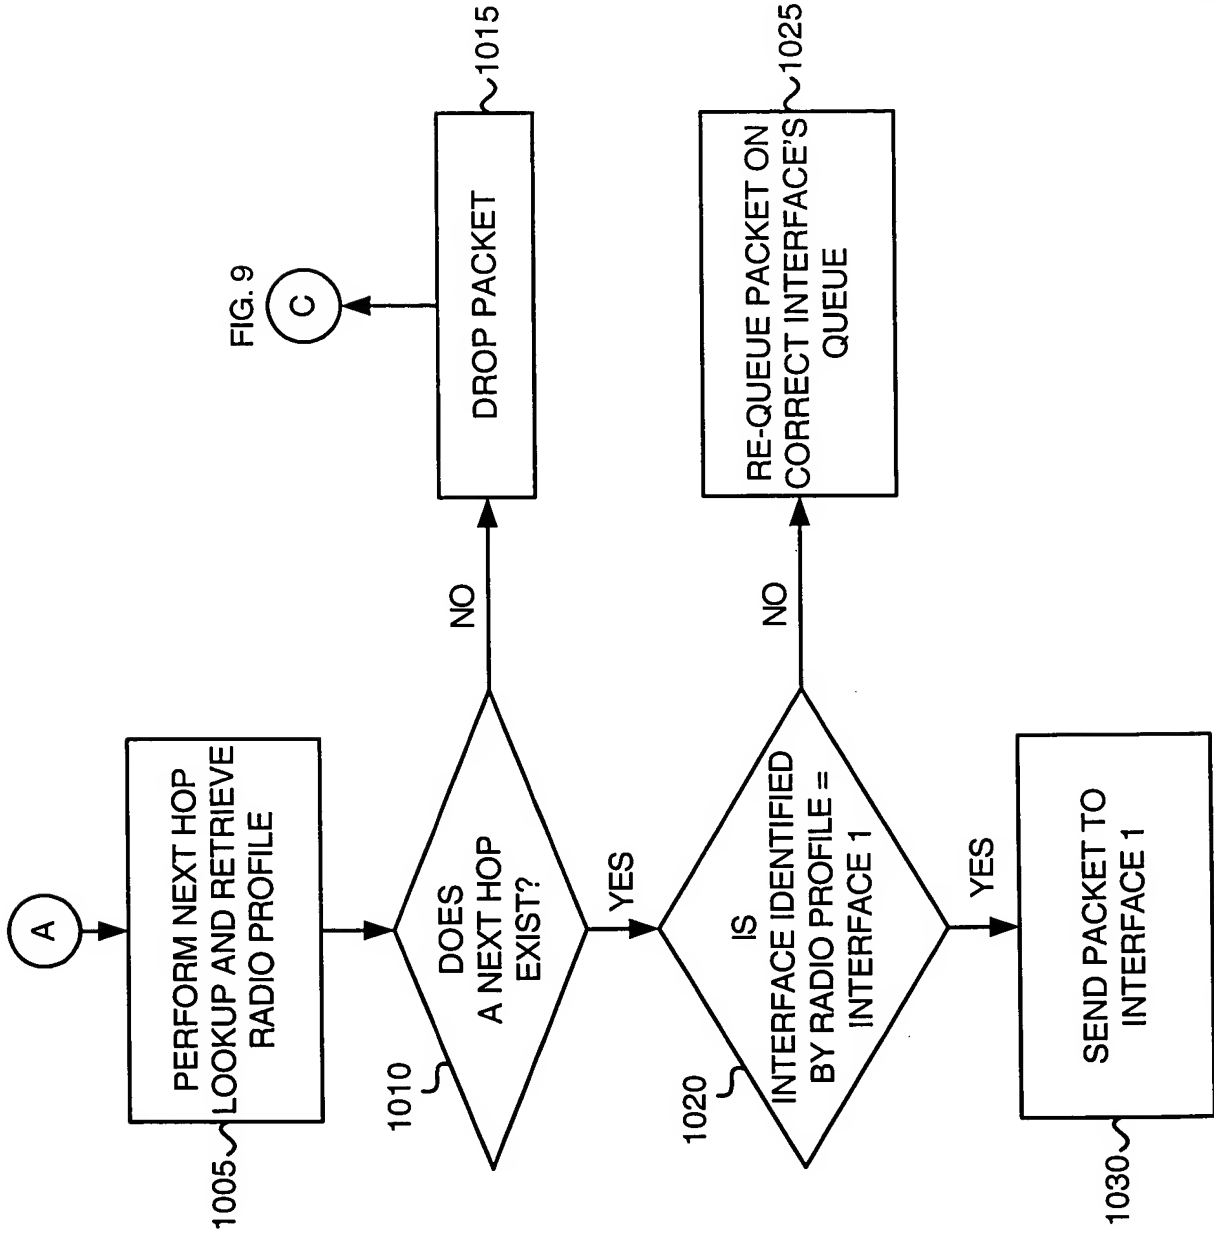 A
PERFORM NEXT HOP
LOOKUP AND RETRIEVE
RADIO PROFILE
1005
DOES
A NEXT HOP
EXIST?
1010
NO
DROP PACKET
1015
FIG. 9
C
YES
IS
INTERFACE IDENTIFIED
BY RADIO PROFILE =
INTERFACE 1
1020
NO
RE-QUEUE PACKET ON
CORRECT INTERFACE'S
QUEUE
1025
YES
SEND PACKET TO
INTERFACE 1
1030